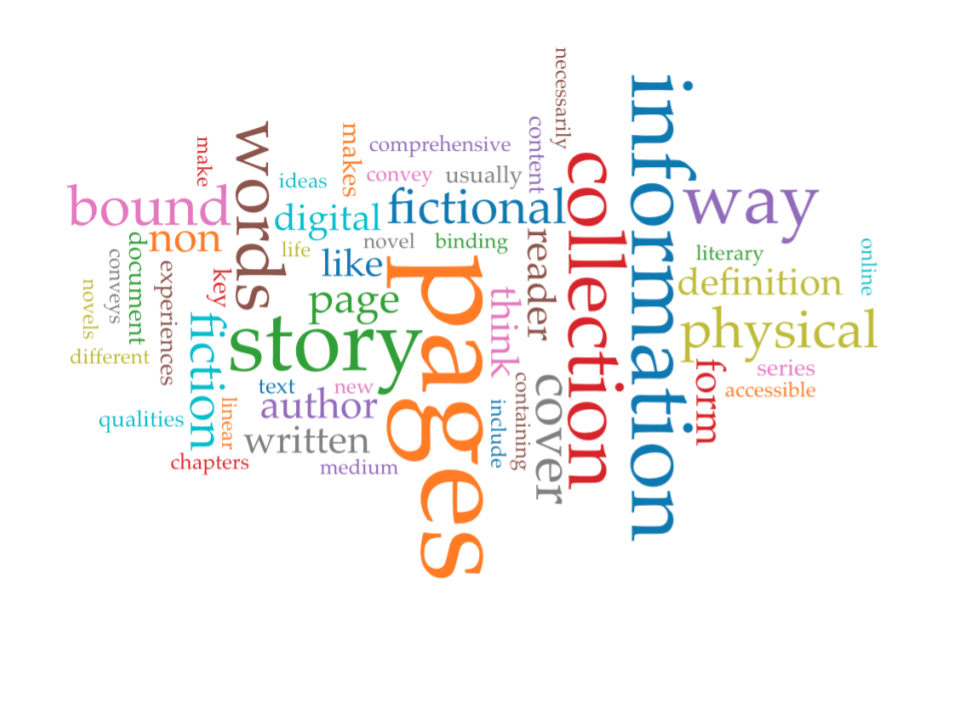 necessarily
information
content
comprehensive
makes
words
make
collection
ideas
convey
usually
way
bound
digital
fictional
non
document
life
novel
binding
reader
literary
online
conveys
experiences
key
like
pages
definition
novels
page
think
physical
fiction
story
different
form
series
text
new
containing
cover
accessible
linear
author
include
qualities
written
chapters
medium